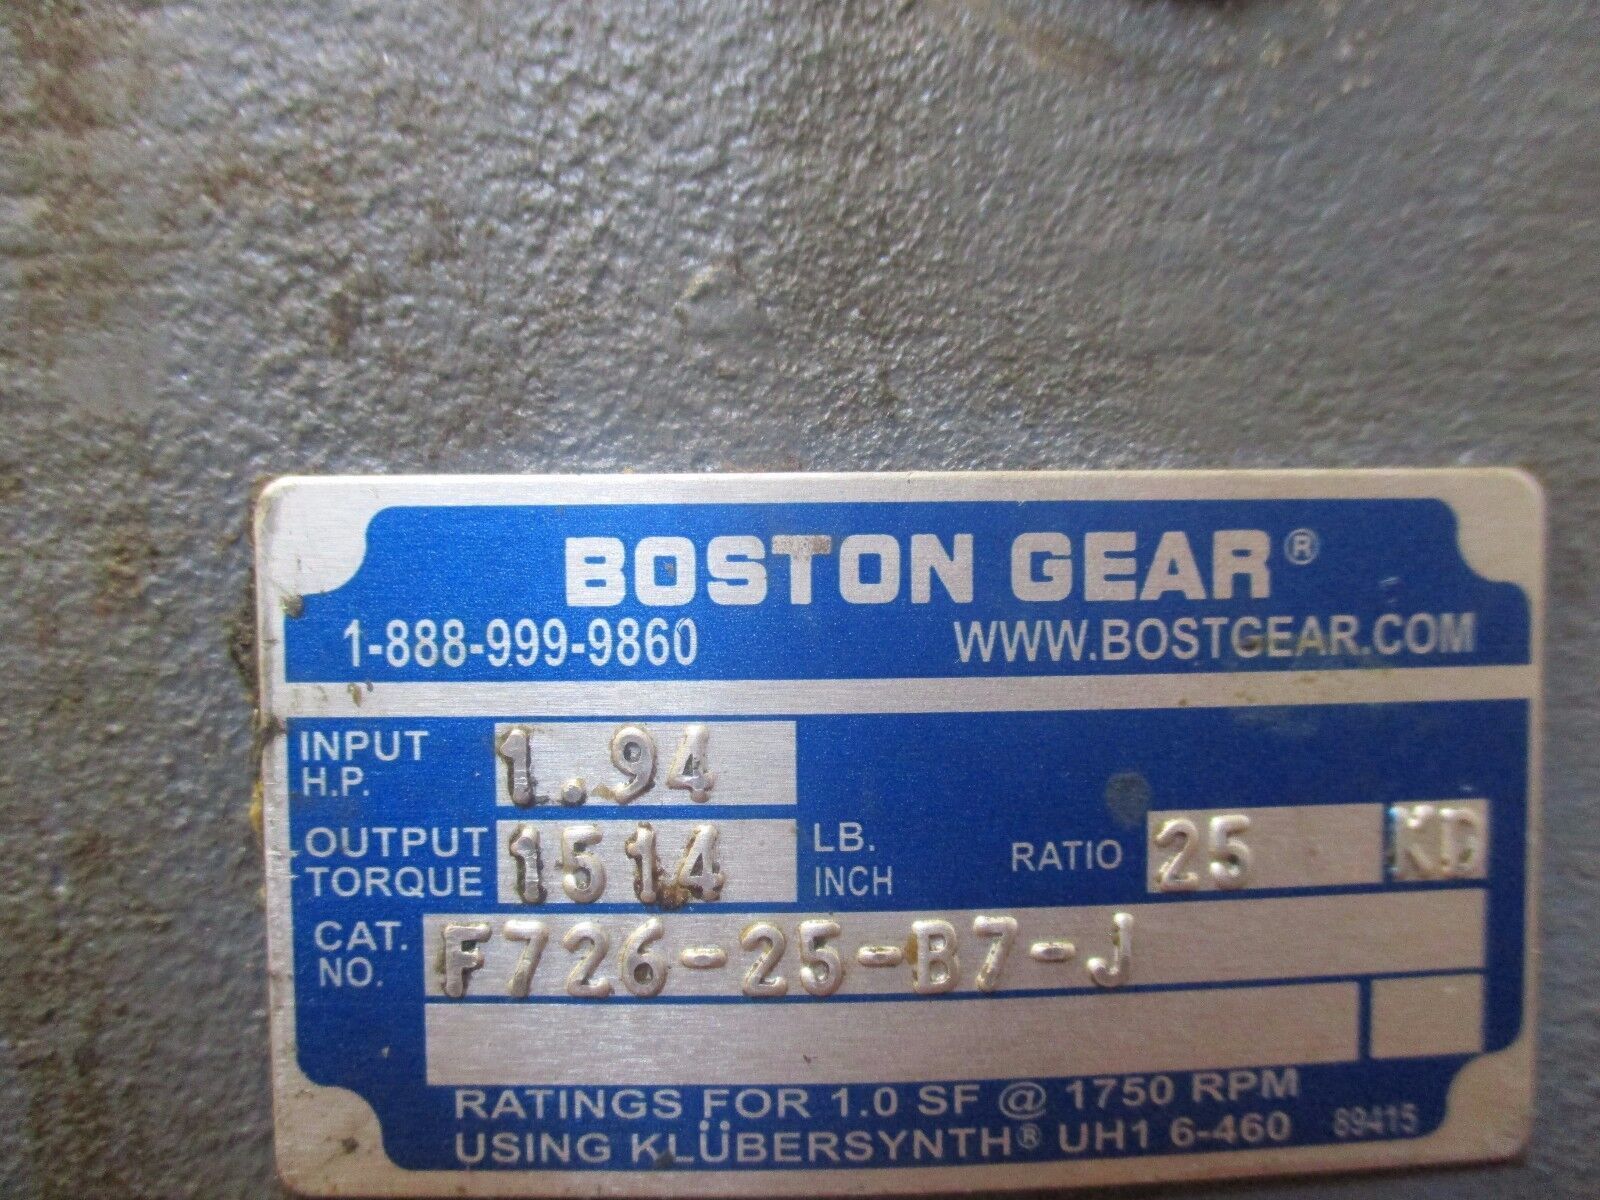 BOSTON GEAR®
1-888-999-9860 WWW.BOSTGEAR.COM
INPUT H.P. 1.94
OUTPUT TORQUE 1514 LB. INCH RATIO 25 KD
CAT. NO. F726-25-B7-J
RATINGS FOR 1.0 SF @ 1750 RPM
USING KLÜBERSYNTH® UH1 6-460 89415